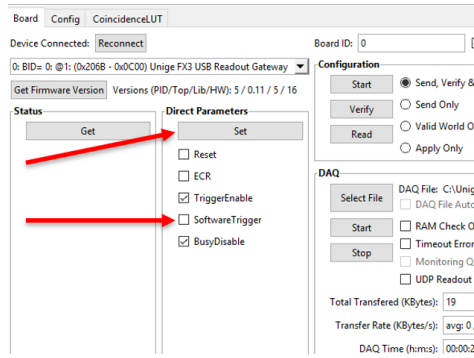 Board Config CoincidenceLUT
Device Connected: Reconnect Board ID: 0
0: BID= 0: @1: (0x206B - 0x0C00) Unige FX3 USB Readout Gateway
Get Firmware Version Versions (PID/Top/Lib/HW): 5 / 0.11 / 5 / 16
Status
Get
Direct Parameters
Set
Reset
ECR
TriggerEnable
SoftwareTrigger
BusyDisable
Configuration
Start Send, Verify &
Verify Send Only
Read Valid World O
Apply Only
DAQ
Select File DAQ File: C:\Unig
DAQ File Auto
Start RAM Check O
Stop Timeout Error
Monitoring Q
UDP Readout
Total Transfered (KBytes): 19
Transfer Rate (KBytes/s): avg: 0
DAQ Time (h:m:s): 00:00:2